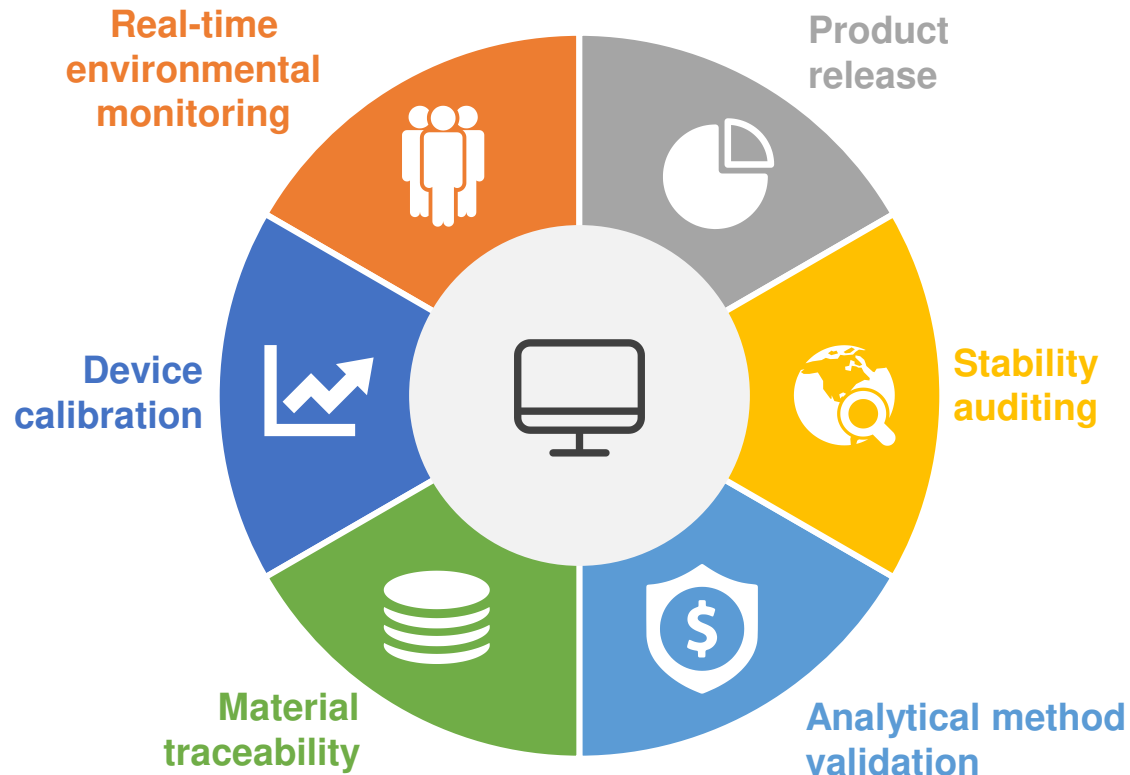 Real-time
environmental
monitoring
Product
release
Device
calibration
Stability
auditing
$
Material
traceability
Analytical method
validation